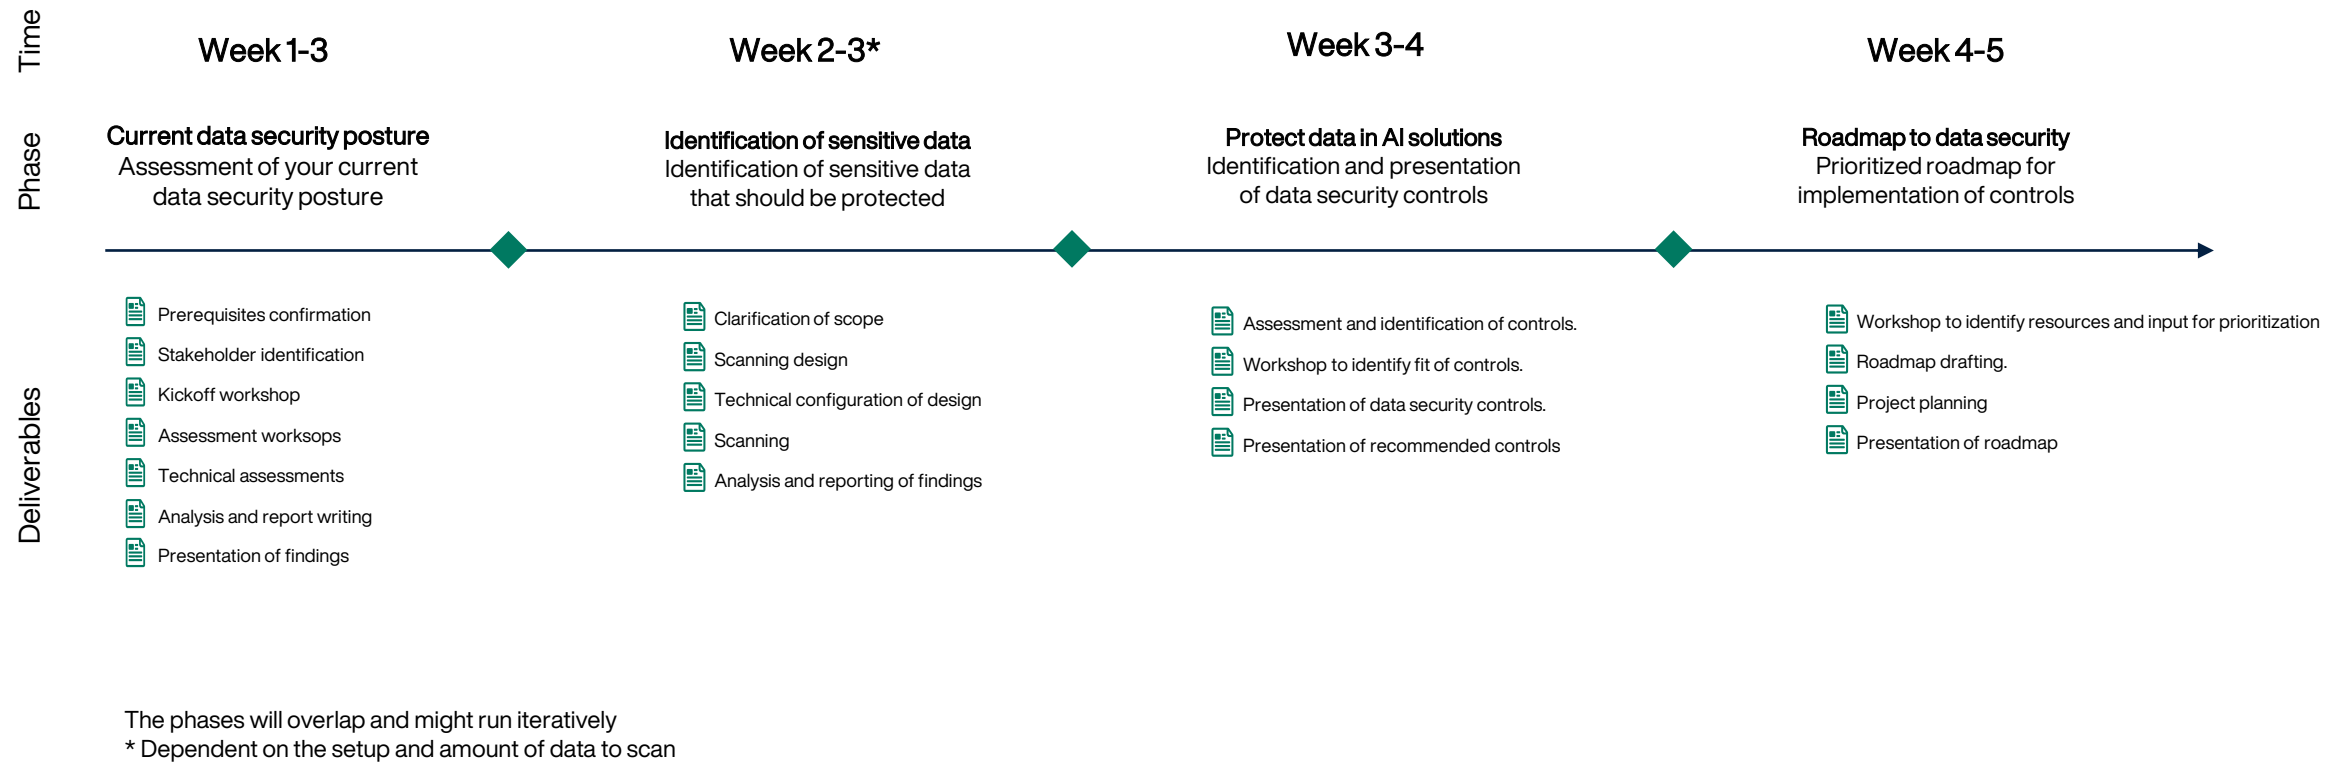 Time
Week 1-3
Week 2-3*
Week 3-4
Week 4-5
Phase
Current data security posture
Assessment of your current
data security posture
Identification of sensitive data
Identification of sensitive data
that should be protected
Protect data in AI solutions
Identification and presentation
of data security controls
Roadmap to data security
Prioritized roadmap for
implementation of controls
Deliverables
Prerequisites confirmation
Stakeholder identification
Kickoff workshop
Assessment worksops
Technical assessments
Analysis and report writing
Presentation of findings
Clarification of scope
Scanning design
Technical configuration of design
Scanning
Analysis and reporting of findings
Assessment and identification of controls.
Workshop to identify fit of controls.
Presentation of data security controls.
Presentation of recommended controls
Workshop to identify resources and input for prioritization
Roadmap drafting.
Project planning
Presentation of roadmap
The phases will overlap and might run iteratively
* Dependent on the setup and amount of data to scan